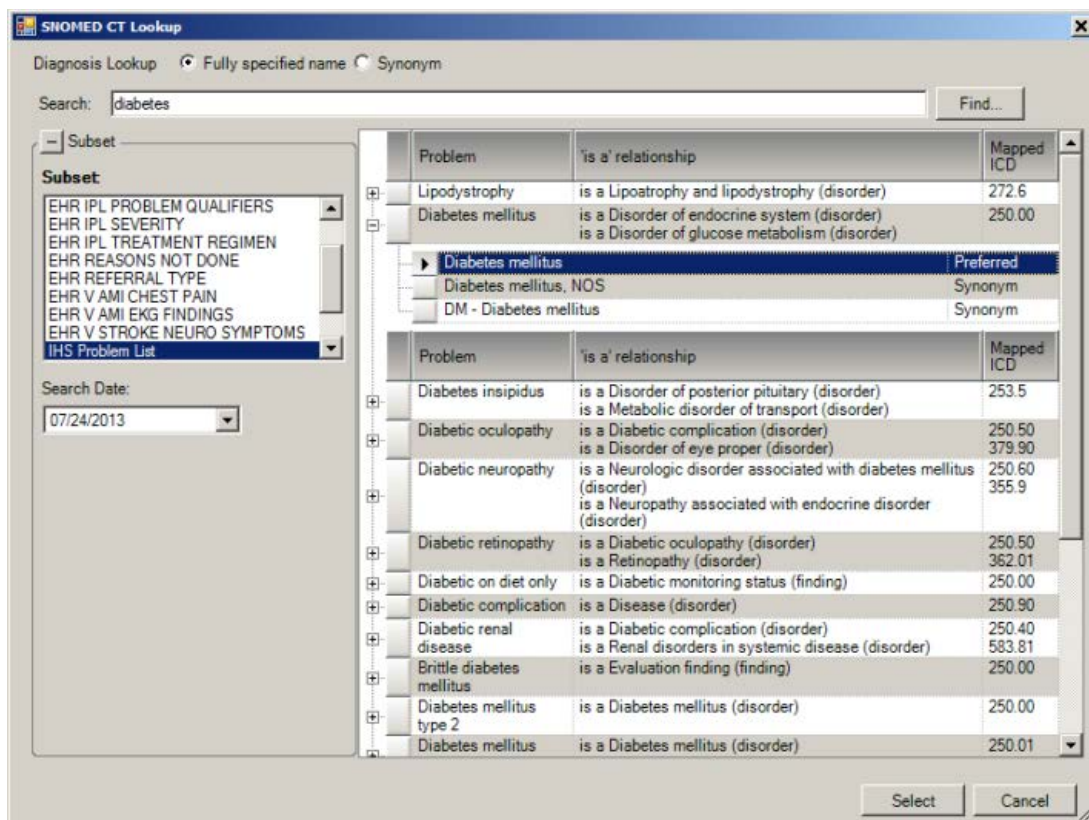 SNOMED CT Lookup
Diagnosis Lookup Fully specified name Synonym
Search: diabetes Find...
Subset
Subset:
EHR IPL PROBLEM QUALIFIERS
EHR IPL SEVERITY
EHR IPL TREATMENT REGIMEN
EHR REASONS NOT DONE
EHR REFERRAL TYPE
EHR V AMI CHEST PAIN
EHR V AMI EKG FINDINGS
EHR V STROKE NEURO SYMPTOMS
IHS Problem List
Search Date:
07/24/2013
Problem 'is a' relationship Mapped ICD
Lipodystrophy is a Lipoatrophy and lipodystrophy (disorder) 272.6
Diabetes mellitus is a Disorder of endocrine system (disorder) 250.00
is a Disorder of glucose metabolism (disorder)
Diabetes mellitus Preferred
Diabetes mellitus, NOS Synonym
DM - Diabetes mellitus Synonym
Problem 'is a' relationship Mapped ICD
Diabetes insipidus is a Disorder of posterior pituitary (disorder) 253.5
is a Metabolic disorder of transport (disorder)
Diabetic oculopathy is a Diabetic complication (disorder) 250.50
is a Disorder of eye proper (disorder) 379.90
Diabetic neuropathy is a Neurologic disorder associated with diabetes mellitus 250.60
(disorder) 355.9
is a Neuropathy associated with endocrine disorder
(disorder)
Diabetic retinopathy is a Diabetic oculopathy (disorder) 250.50
is a Retinopathy (disorder) 362.01
Diabetic on diet only is a Diabetic monitoring status (finding) 250.00
Diabetic complication is a Disease (disorder) 250.90
Diabetic renal is a Diabetic complication (disorder) 250.40
disease is a Renal disorders in systemic disease (disorder) 583.81
Brittle diabetes is a Evaluation finding (finding) 250.00
mellitus
Diabetes mellitus is a Diabetes mellitus (disorder) 250.00
type 2
Diabetes mellitus is a Diabetes mellitus (disorder) 250.01
Select Cancel